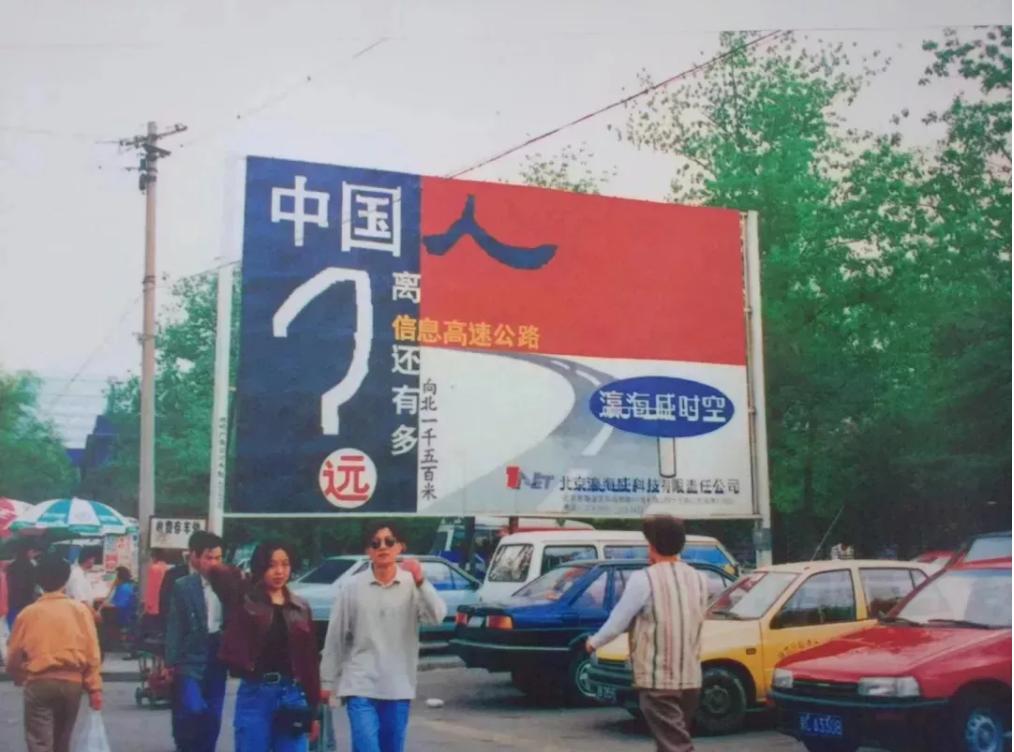 中国人
离
信息高速公路
还有多
远
?
向北一千五百米
瀛海威时空
1NET 北京瀛海威科技有限责任公司